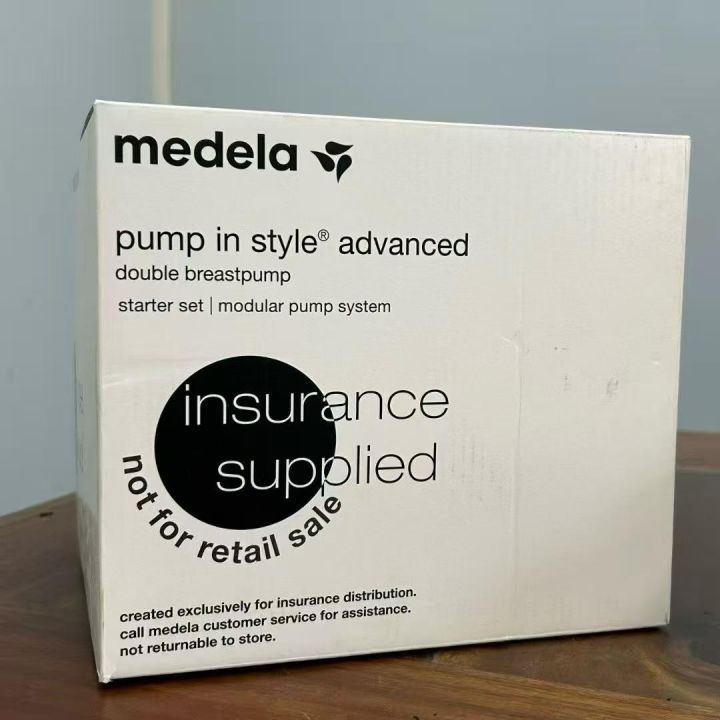 medela
pump in style® advanced
double breastpump
starter set | modular pump system
insurance
supplied
not for retail sale
created exclusively for insurance distribution.
call medela customer service for assistance.
not returnable to store.